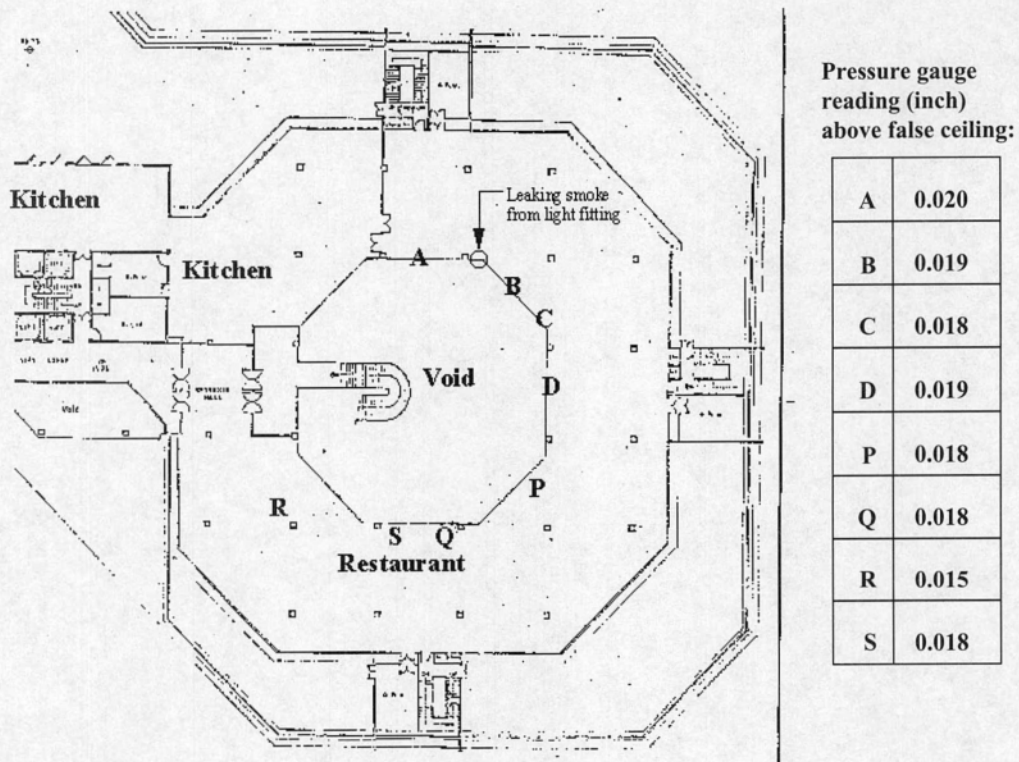 Kitchen
Kitchen
Leaking smoke
from light fitting
A
B
C
Void
D
P
R
S
Q
Restaurant
Pressure gauge
reading (inch)
above false ceiling:
A 0.020
B 0.019
C 0.018
D 0.019
P 0.018
Q 0.018
R 0.015
S 0.018